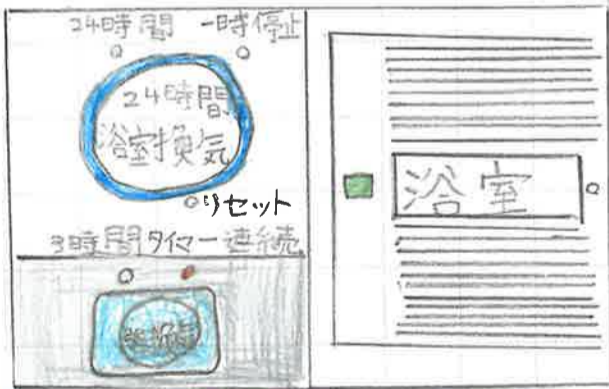 24時間 一時停止
24時間
浴室換気
リセット
3時間タイマー 連続
浴室